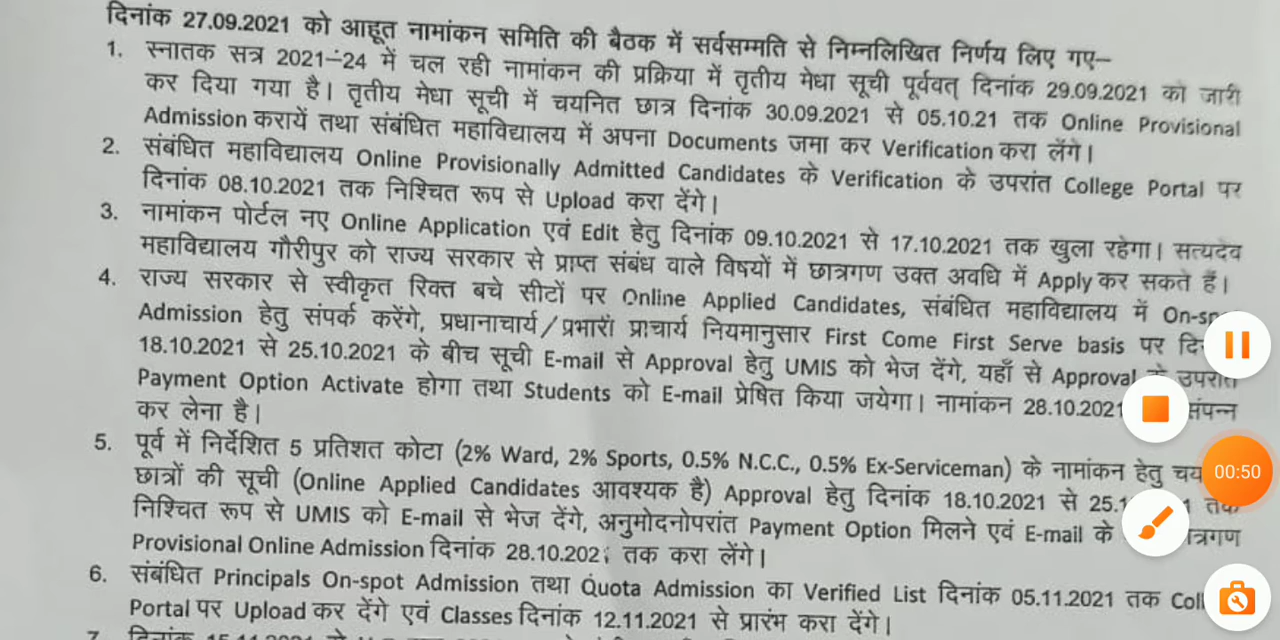 दिनांक 27.09.2021 को आहूत नामांकन समिति की बैठक में सर्वसम्मति से निम्नलिखित निर्णय लिए गए–
1. स्नातक सत्र 2021–24 में चल रही नामांकन की प्रक्रिया में तृतीय मेधा सूची पूर्ववत् दिनांक 29.09.2021 को जारी
कर दिया गया है। तृतीय मेधा सूची में चयनित छात्र दिनांक 30.09.2021 से 05.10.21 तक Online Provisional
Admission करायें तथा संबंधित महाविद्यालय में अपना Documents जमा कर Verification करा लेंगे।
2. संबंधित महाविद्यालय Online Provisionally Admitted Candidates के Verification के उपरांत College Portal पर
दिनांक 08.10.2021 तक निश्चित रूप से Upload करा देंगे।
3. नामांकन पोर्टल नए Online Application एवं Edit हेतु दिनांक 09.10.2021 से 17.10.2021 तक खुला रहेगा। सत्यदेव
महाविद्यालय गौरीपुर को राज्य सरकार से प्राप्त संबंध वाले विषयों में छात्रगण उक्त अवधि में Apply कर सकते हैं।
4. राज्य सरकार से स्वीकृत रिक्त बचे सीटों पर Online Applied Candidates, संबंधित महाविद्यालय में
Admission हेतु संपर्क करेंगे, प्रधानाचार्य/प्रभारी प्राचार्य नियमानुसार First Come First Serve basis पर
18.10.2021 से 25.10.2021 के बीच सूची E-mail से Approval हेतु UMIS को भेज देंगे, यहाँ से Approval के उपरांत
Payment Option Activate होगा तथा Students को E-mail प्रेषित किया जयेगा। नामांकन 28.10.2021 संपन्न
कर लेना है।
5. पूर्व में निर्देशित 5 प्रतिशत कोटा (2% Ward, 2% Sports, 0.5% N.C.C., 0.5% Ex-Serviceman) के नामांकन हेतु
छात्रों की सूची (Online Applied Candidates आवश्यक है) Approval हेतु दिनांक 18.10.2021 से तक
निश्चित रूप से UMIS को E-mail से भेज देंगे, अनुमोदनोपरांत Payment Option मिलने एवं E-mail के
Provisional Online Admission दिनांक 28.10.2021 तक करा लेंगे।
6. संबंधित Principals On-spot Admission तथा Quota Admission का Verified List दिनांक 05.11.2021 तक
Portal पर Upload कर देंगे एवं Classes दिनांक 12.11.2021 से प्रारंभ करा देंगे।
7. दिनांक
00:50